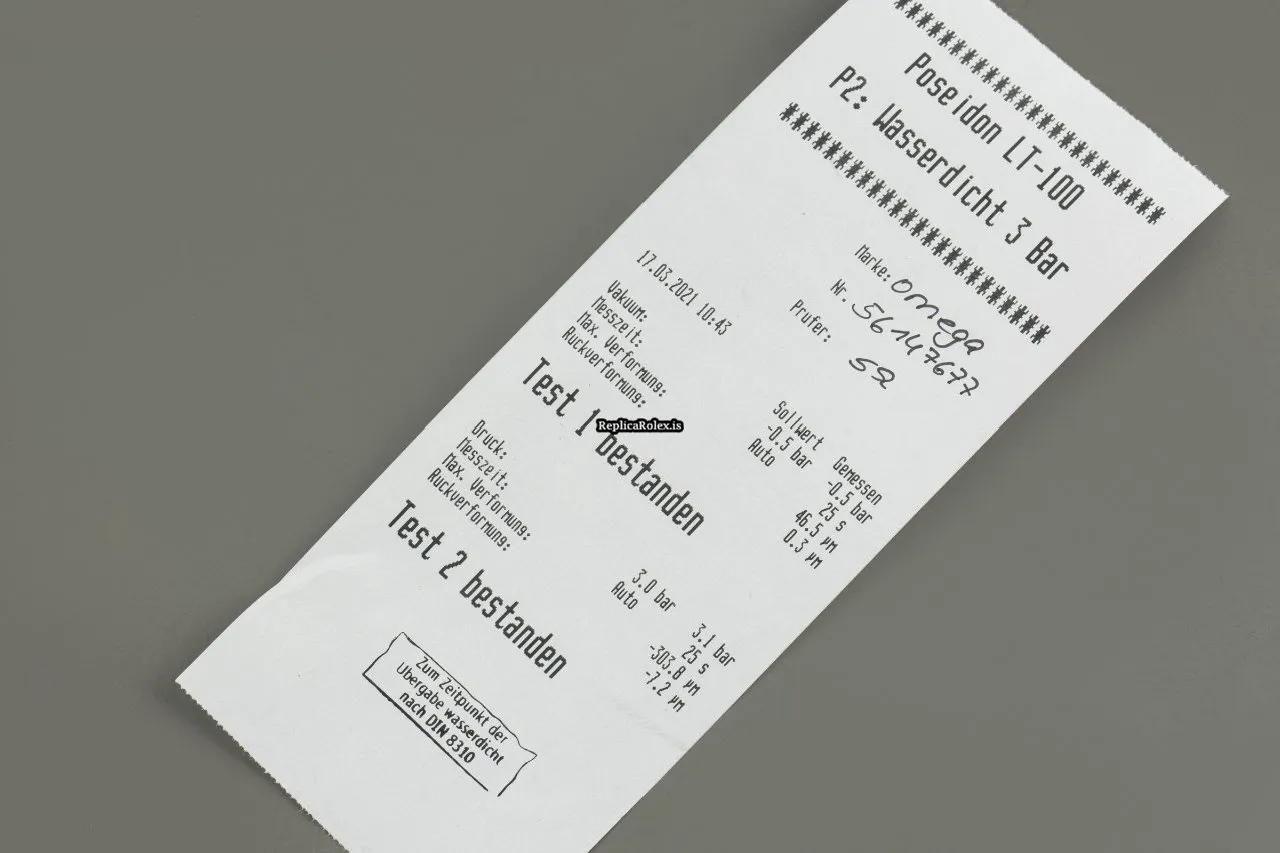 ************************
Poseidon LT-100
P2: Wasserdicht 3 Bar
************************
Marke: Omega
Nr. 56147677
Prufer:
17.03.2021 10:43
Sollwert Gemessen
Vakuum: -0.5 bar -0.5 bar
Messzeit: Auto 25 s
Max. Verformung: 46.5 µm
Ruckverformung: 0.3 µm
Test 1 bestanden
Druck: 3.0 bar 3.1 bar
Messzeit: Auto 25 s
Max. Verformung: -303.8 µm
Ruckverformung: -7.2 µm
Test 2 bestanden
Zum Zeitpunkt der
Übergabe wasserdicht
nach DIN 8310
ReplicaRolex.is